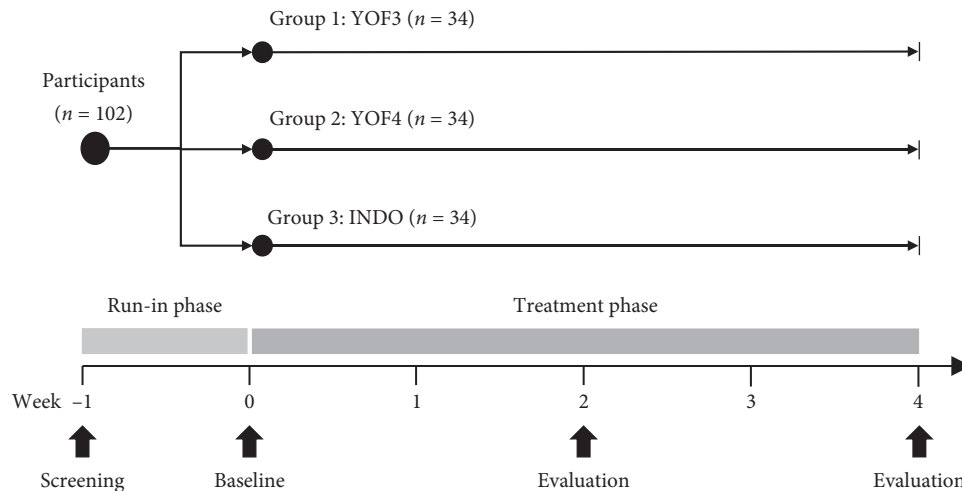 Group 1: YOF3 (n = 34)
Participants
(n = 102)
Group 2: YOF4 (n = 34)
Group 3: INDO (n = 34)
Run-in phase
Treatment phase
Week –1 0 1 2 3 4
Screening Baseline Evaluation Evaluation